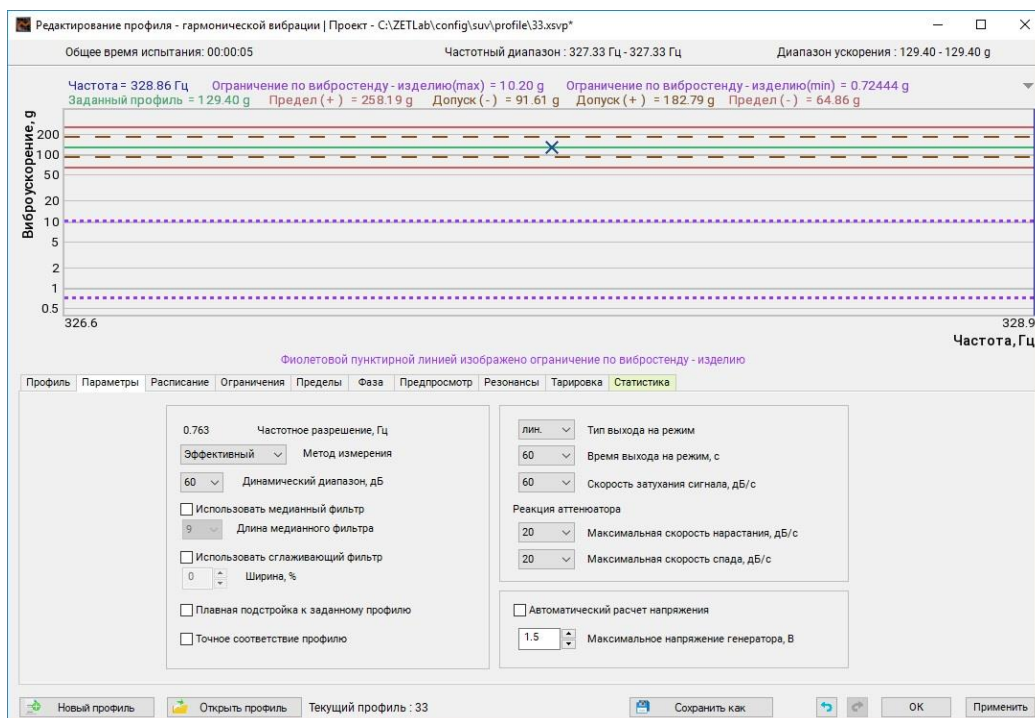 Редактирование профиля - гармонической вибрации | Проект - C:\ZETLab\config\suv\profile\33.xsvp*
Общее время испытания: 00:00:05 Частотный диапазон : 327.33 Гц - 327.33 Гц Диапазон ускорения : 129.40 - 129.40 g
Частота = 328.86 Гц Ограничение по вибростенду - изделию(max) = 10.20 g Ограничение по вибростенду - изделию(min) = 0.72444 g
Заданный профиль = 129.40 g Предел (+) = 258.19 g Допуск (-) = 91.61 g Допуск (+) = 182.79 g Предел (-) = 64.86 g
Виброускорение, g
200
100
50
20
10
5
2
1
0.5
326.6 328.9
Частота, Гц
Фиолетовой пунктирной линией изображено ограничение по вибростенду - изделию
Профиль Параметры Расписание Ограничения Пределы Фаза Предпросмотр Резонансы Тарировка Статистика
0.763 Частотное разрешение, Гц
Эффективный Метод измерения
60 Динамический диапазон, дБ
Использовать медианный фильтр
9 Длина медианного фильтра
Использовать сглаживающий фильтр
0 Ширина, %
Плавная подстройка к заданному профилю
Точное соответствие профилю
лин. Тип выхода на режим
60 Время выхода на режим, с
60 Скорость затухания сигнала, дБ/с
Реакция аттенюатора
20 Максимальная скорость нарастания, дБ/с
20 Максимальная скорость спада, дБ/с
Автоматический расчет напряжения
1.5 Максимальное напряжение генератора, В
Новый профиль Открыть профиль Текущий профиль : 33 Сохранить как ОК Применить